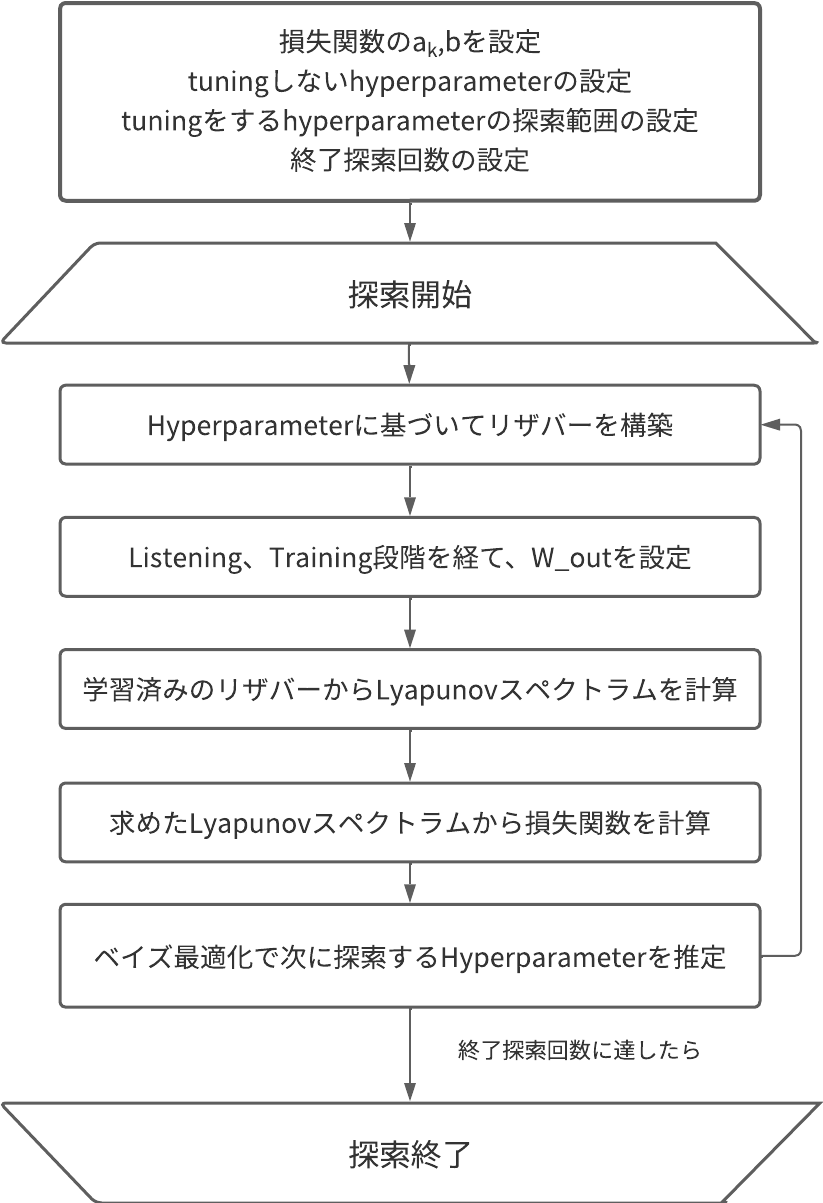 損失関数のaₖ,bを設定
tuningしないhyperparameterの設定
tuningをするhyperparameterの探索範囲の設定
終了探索回数の設定
探索開始
Hyperparameterに基づいてリザバーを構築
Listening、Training段階を経て、W_outを設定
学習済みのリザバーからLyapunovスペクトラムを計算
求めたLyapunovスペクトラムから損失関数を計算
ベイズ最適化で次に探索するHyperparameterを推定
終了探索回数に達したら
探索終了